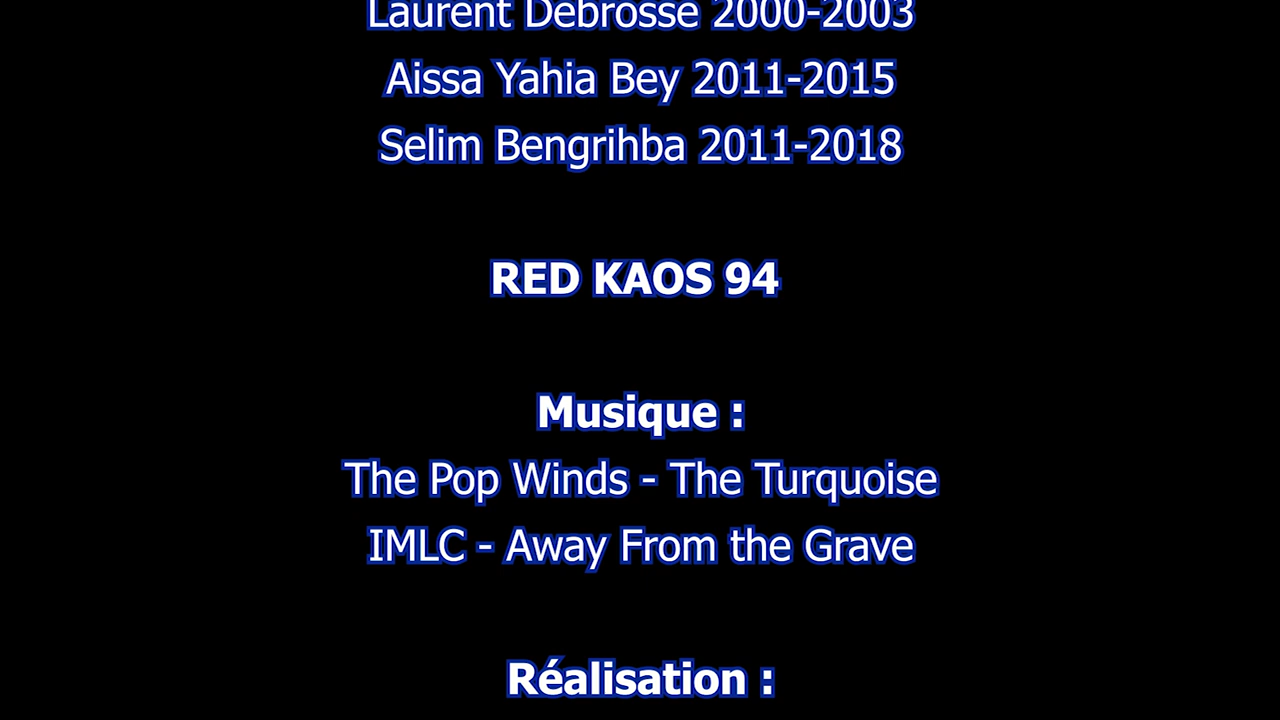 Laurent Debrosse 2000-2003
Aissa Yahia Bey 2011-2015
Selim Bengrihba 2011-2018
RED KAOS 94
Musique :
The Pop Winds - The Turquoise
IMLC - Away From the Grave
Réalisation :